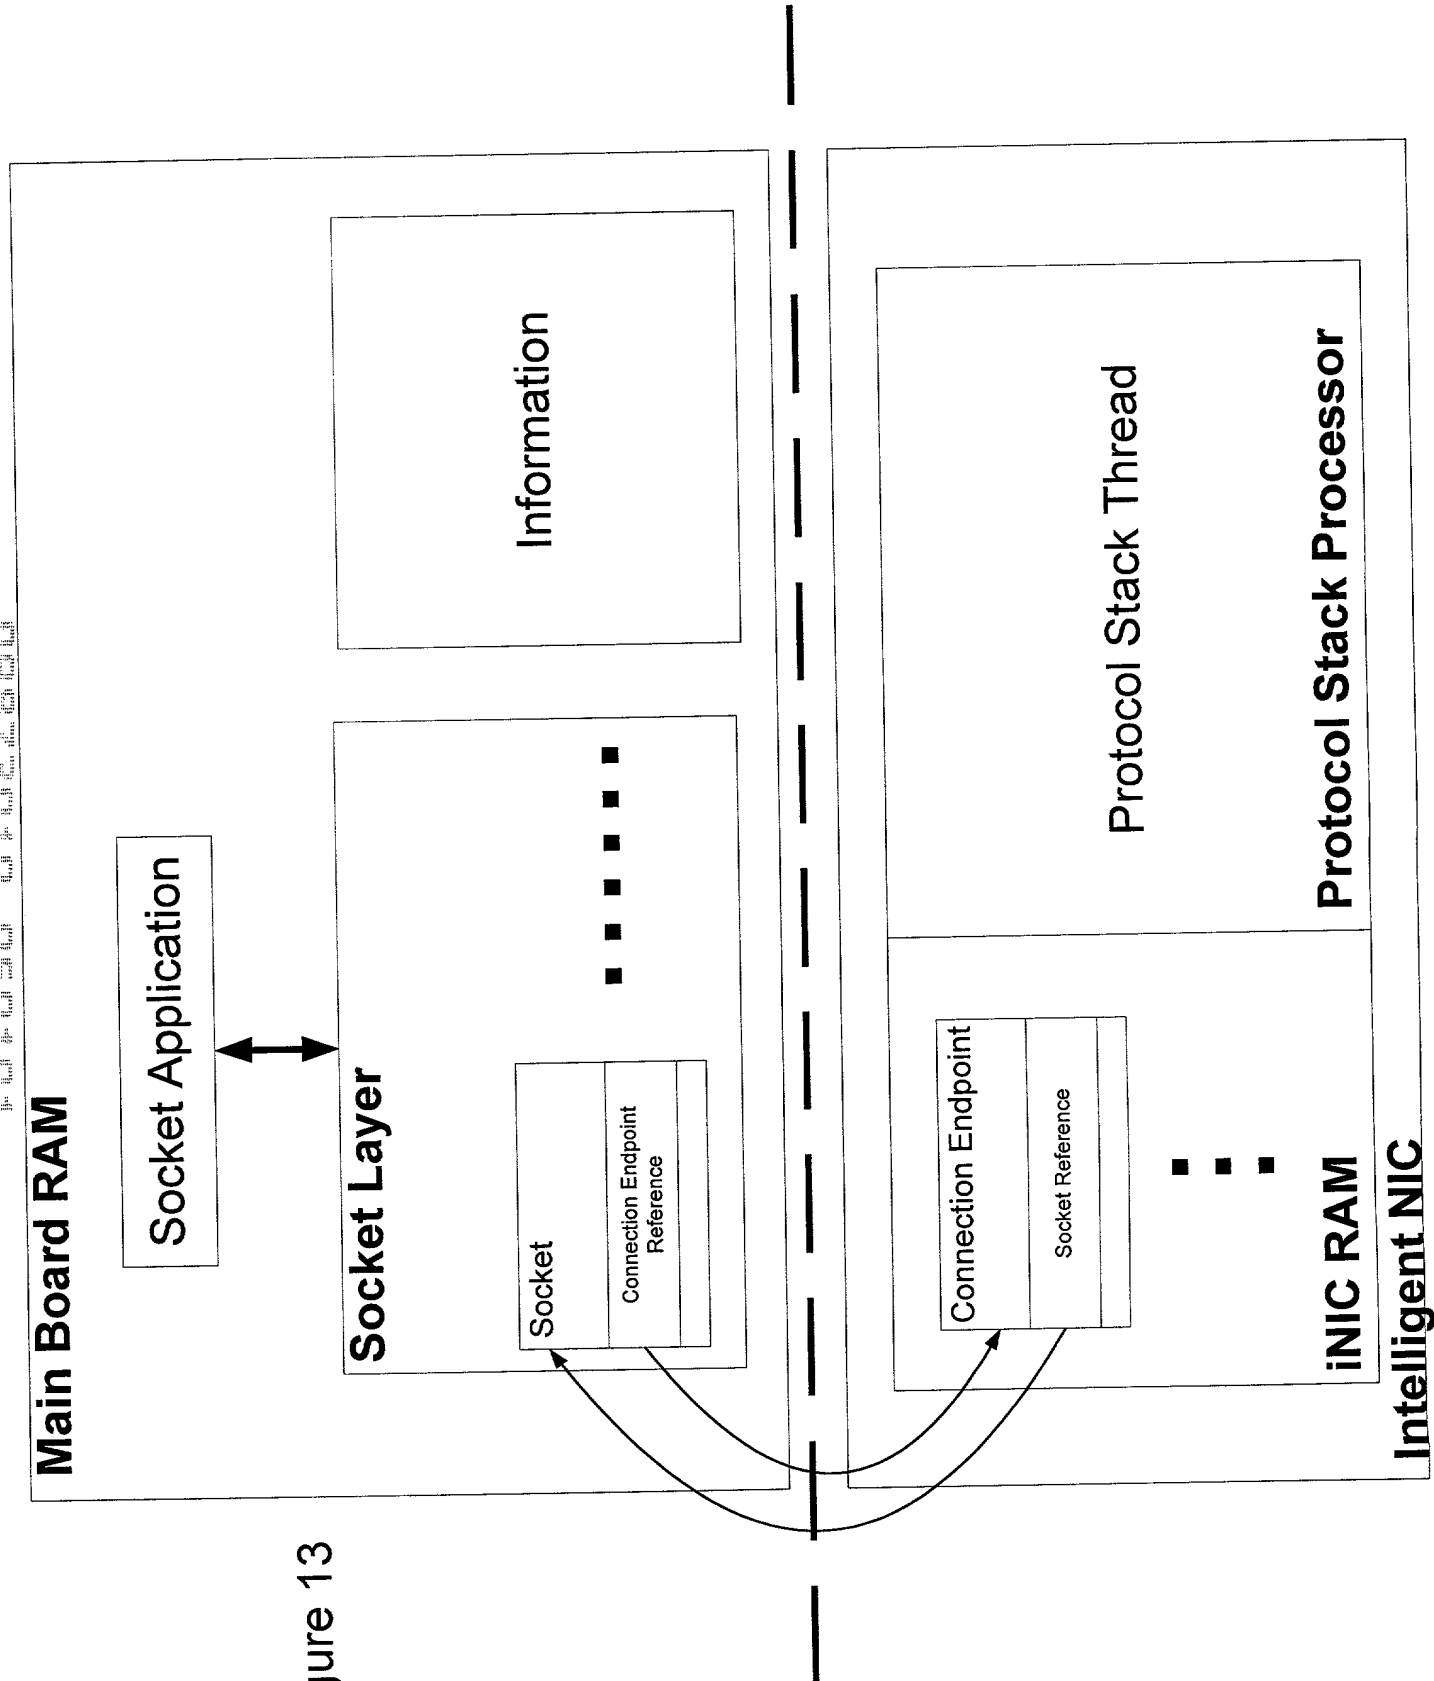 Main Board RAM
Socket Application
Socket Layer
Socket
Connection Endpoint
Reference
Information
Connection Endpoint
Socket Reference
iNIC RAM
Protocol Stack Thread
Protocol Stack Processor
Intelligent NIC
13